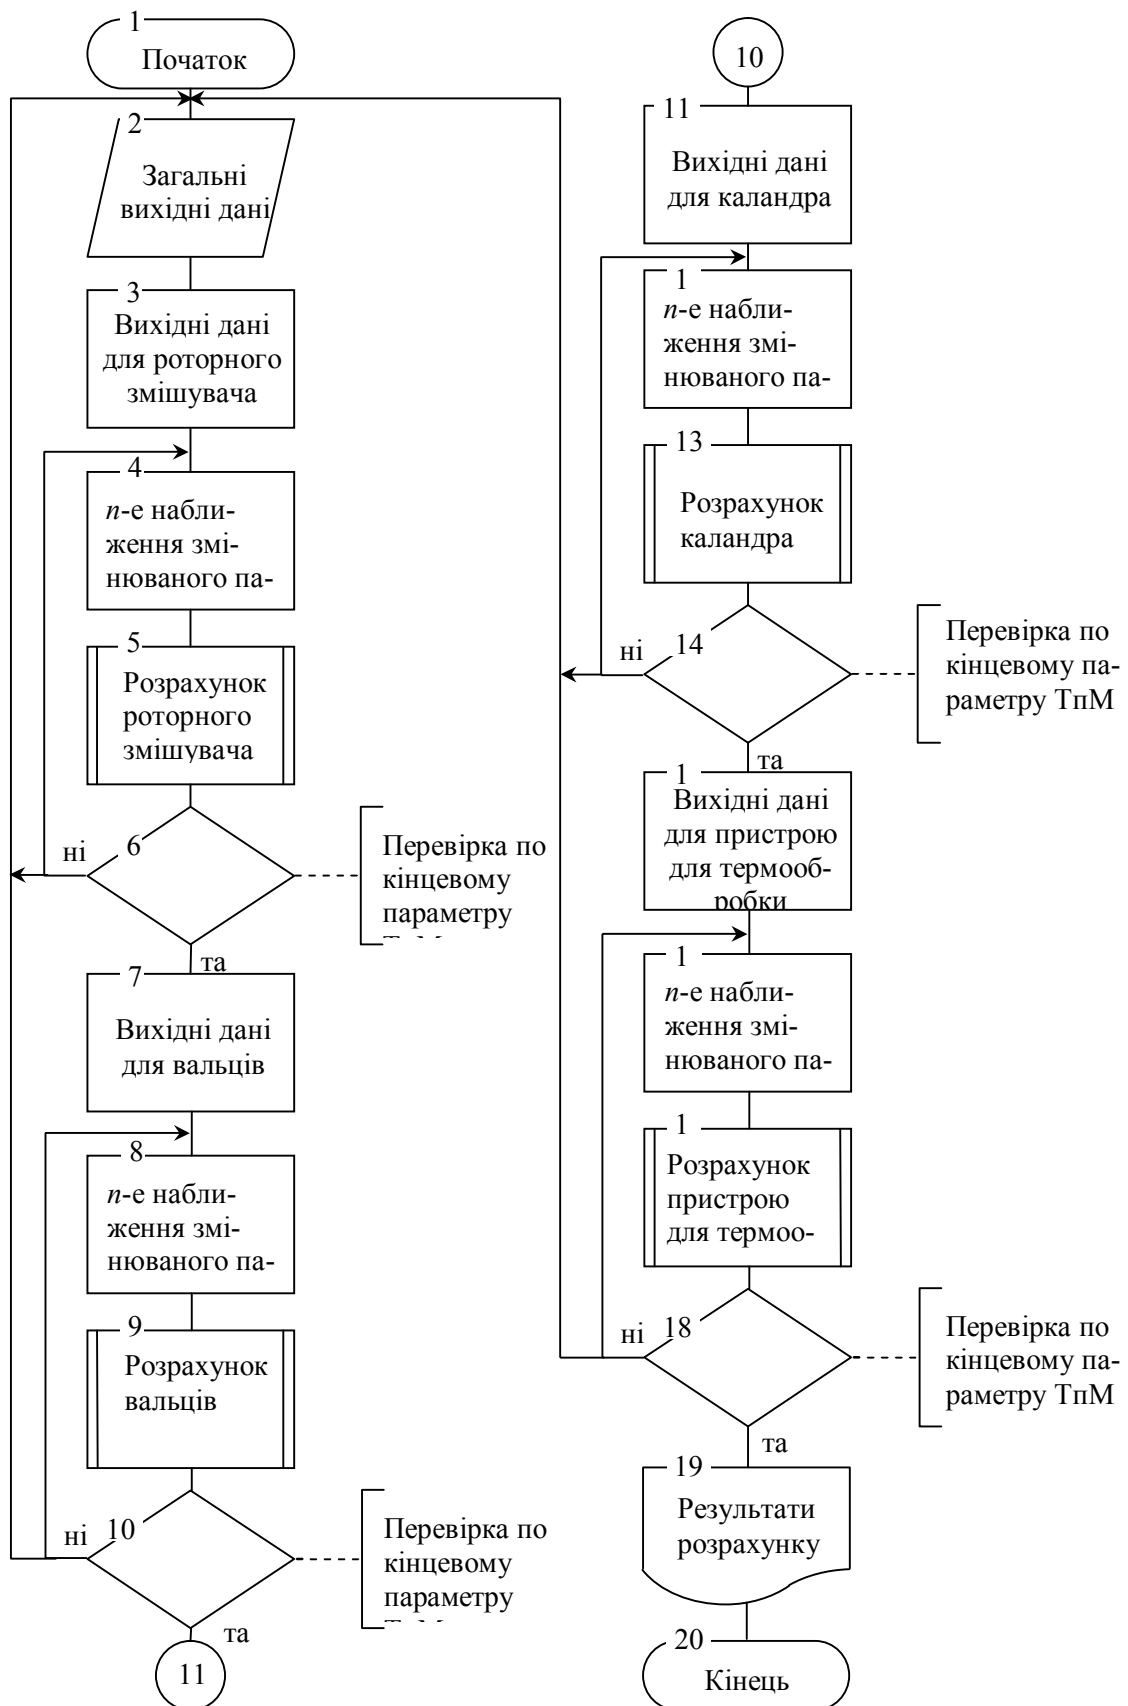 1
Початок
2
Загальні
вихідні дані
3
Вихідні дані
для роторного
змішувача
4
n-е набли-
ження змі-
нюваного па-
5
Розрахунок
роторного
змішувача
6
ні
Перевірка по
кінцевому
параметру
та
7
Вихідні дані
для вальців
8
n-е набли-
ження змі-
нюваного па-
9
Розрахунок
вальців
10
ні
Перевірка по
кінцевому
параметру
та
11
10
11
Вихідні дані
для каландра
1
n-е набли-
ження змі-
нюваного па-
13
Розрахунок
каландра
14
ні
Перевірка по
кінцевому па-
раметру ТпМ
та
1
Вихідні дані
для пристрою
для термооб-
робки
1
n-е набли-
ження змі-
нюваного па-
1
Розрахунок
пристрою
для термоо-
18
ні
Перевірка по
кінцевому па-
раметру ТпМ
та
19
Результати
розрахунку
20
Кінець